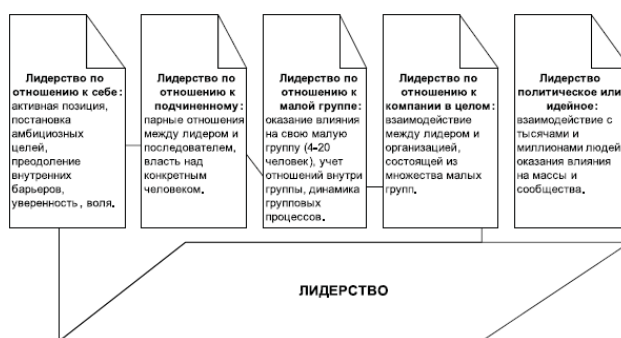 Лидерство по
отношению к себе:
активная позиция,
постановка
амбициозных
целей,
преодоление
внутренних
барьеров,
уверенность, воля.
Лидерство по
отношению к
подчиненному:
парные отношения
между лидером и
последователем,
власть над
конкретным
человеком.
Лидерство по
отношению к
малой группе:
оказание влияния
на свою малую
группу (4-20
человек), учет
отношений внутри
группы, динамика
групповых
процессов.
Лидерство по
отношению к
компании в целом:
взаимодействие
между лидером и
организацией,
состоящей из
множества малых
групп.
Лидерство
политическое или
идейное:
взаимодействие с
тысячами и
миллионами людей,
оказания влияния
на массы и
сообщества.
ЛИДЕРСТВО